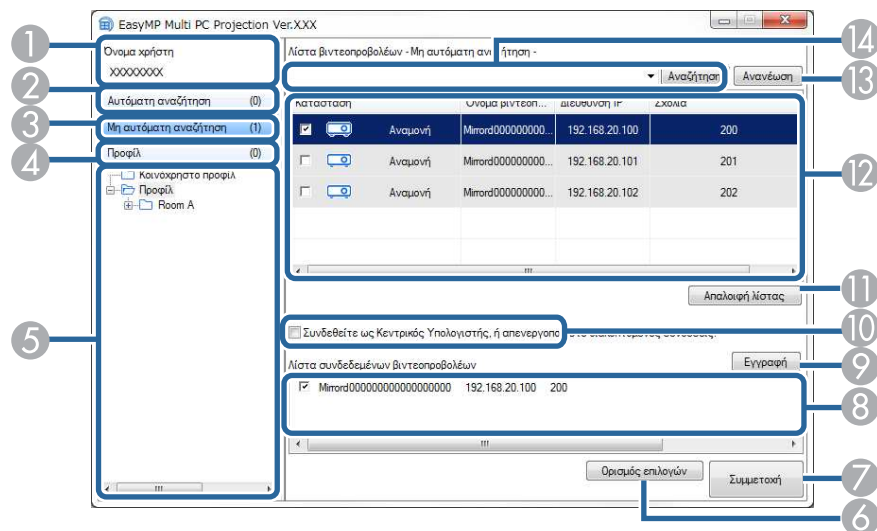 EasyMP Multi PC Projection Ver.XXX
1
Όνομα χρήστη
XXXXXXXX
2
Αυτόματη αναζήτηση (0)
3
Μη αυτόματη αναζήτηση (1)
4
Προφίλ (0)
5
Κοινόχρηστο προφίλ
Προφίλ
Room A
Λίστα βιντεοπροβολέων - Μη αυτόματη ήτηση -
14
Αναζήτηση
Ανανέωση
13
Κατάσταση Όνομα βιντεοπ... Διεύθυνση IP Σχόλια
Αναμονή Mirrord000000000... 192.168.20.100 200
Αναμονή Mirrord000000000... 192.168.20.101 201
Αναμονή Mirrord000000000... 192.168.20.102 202
12
Απαλοιφή λίστας
11
Συνδεθείτε ως Κεντρικός Υπολογιστής, ή απενεργοπο
10
Λίστα συνδεδεμένων βιντεοπροβολέων
Εγγραφή
9
Mirrord00000000000000000000 192.168.20.100 200
8
Ορισμός επιλογών
Συμμετοχή
7
6